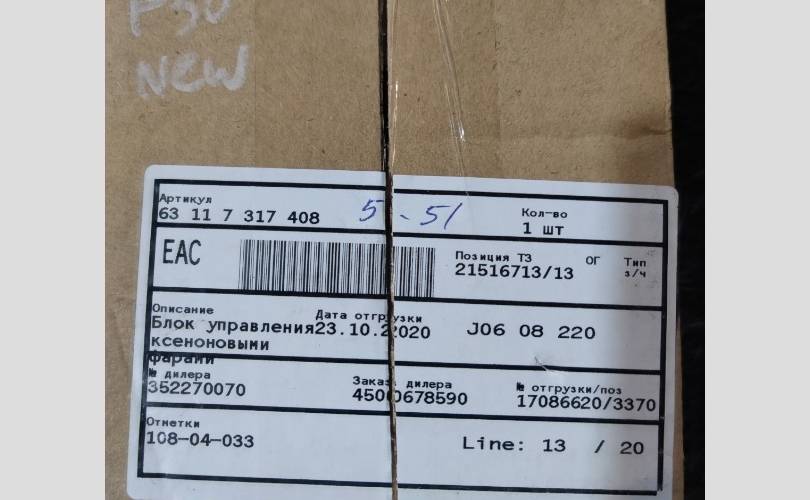 F30
NEW
Артикул
63 11 7 317 408
5-51
Кол-во
1 шт
EAC
Позиция ТЗ
21516713/13
ОГ
Тип
з/ч
Описание
Дата отгрузки
Блок управления23.10.2020
J06 08 220
ксеноновыми
фарами
№ дилера
Заказ дилера
№ отгрузки/поз
352270070
4500678590
17086620/3370
Отметки
108-04-033
Line: 13 / 20